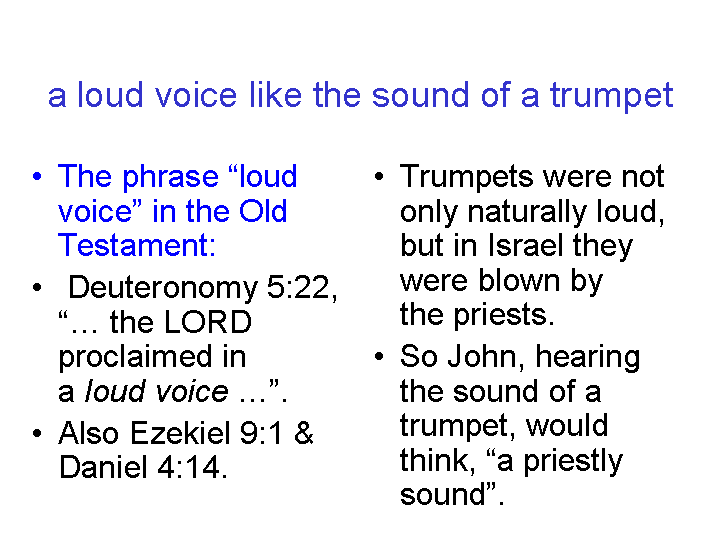 a loud voice like the sound of a trumpet
• The phrase “loud
voice” in the Old
Testament:
• Deuteronomy 5:22,
“… the LORD
proclaimed in
a loud voice …”.
• Also Ezekiel 9:1 &
Daniel 4:14.
• Trumpets were not
only naturally loud,
but in Israel they
were blown by
the priests.
• So John, hearing
the sound of a
trumpet, would
think, “a priestly
sound”.